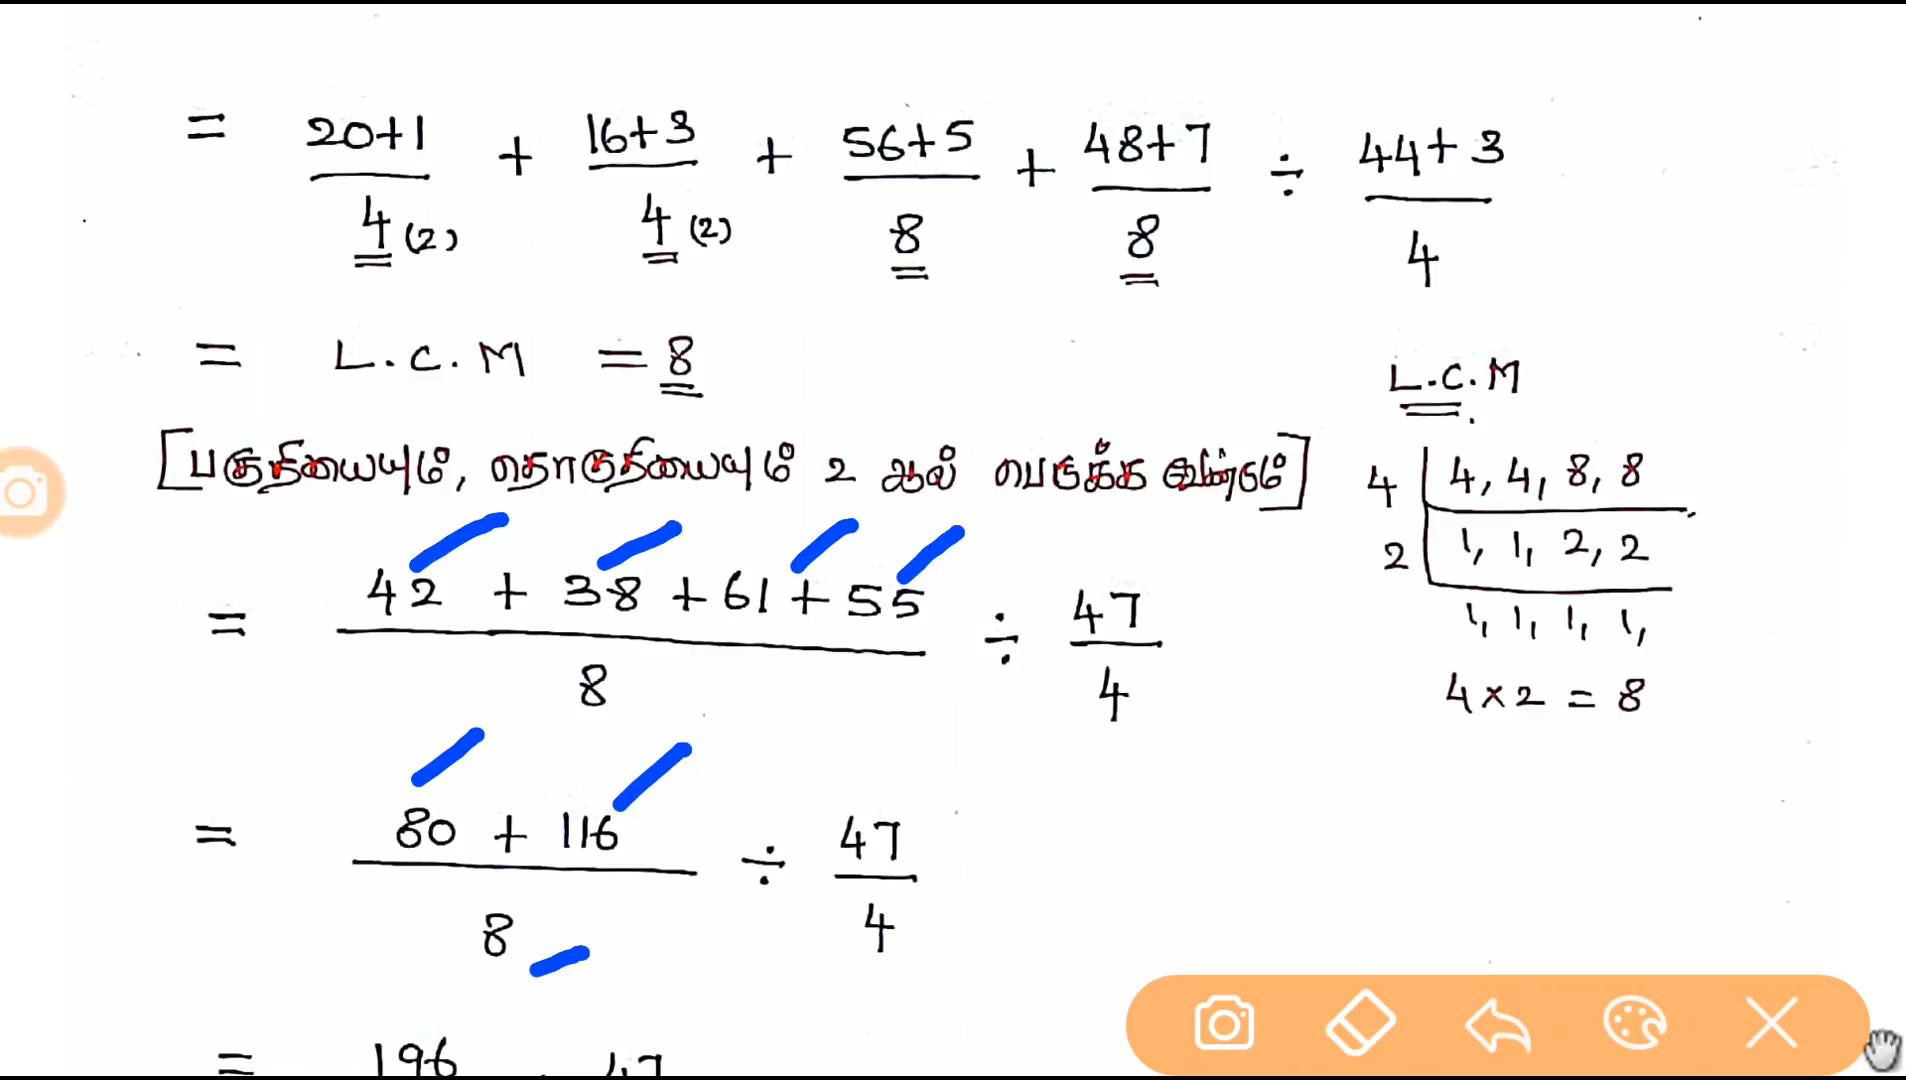 = 20+1/4(2) + 16+3/4(2) + 56+5/8 + 48+7/8 ÷ 44+3/4
= L.C.M = 8
[பகுதியையும், தொகுதியையும் 2 ஆல் பெருக்க வேண்டும்]
= 42 + 38 + 61 + 55/8 ÷ 47/4
= 80 + 116/8 ÷ 47/4
= 196 47
L.C.M
4 | 4, 4, 8, 8
2 | 1, 1, 2, 2
1, 1, 1, 1,
4 × 2 = 8